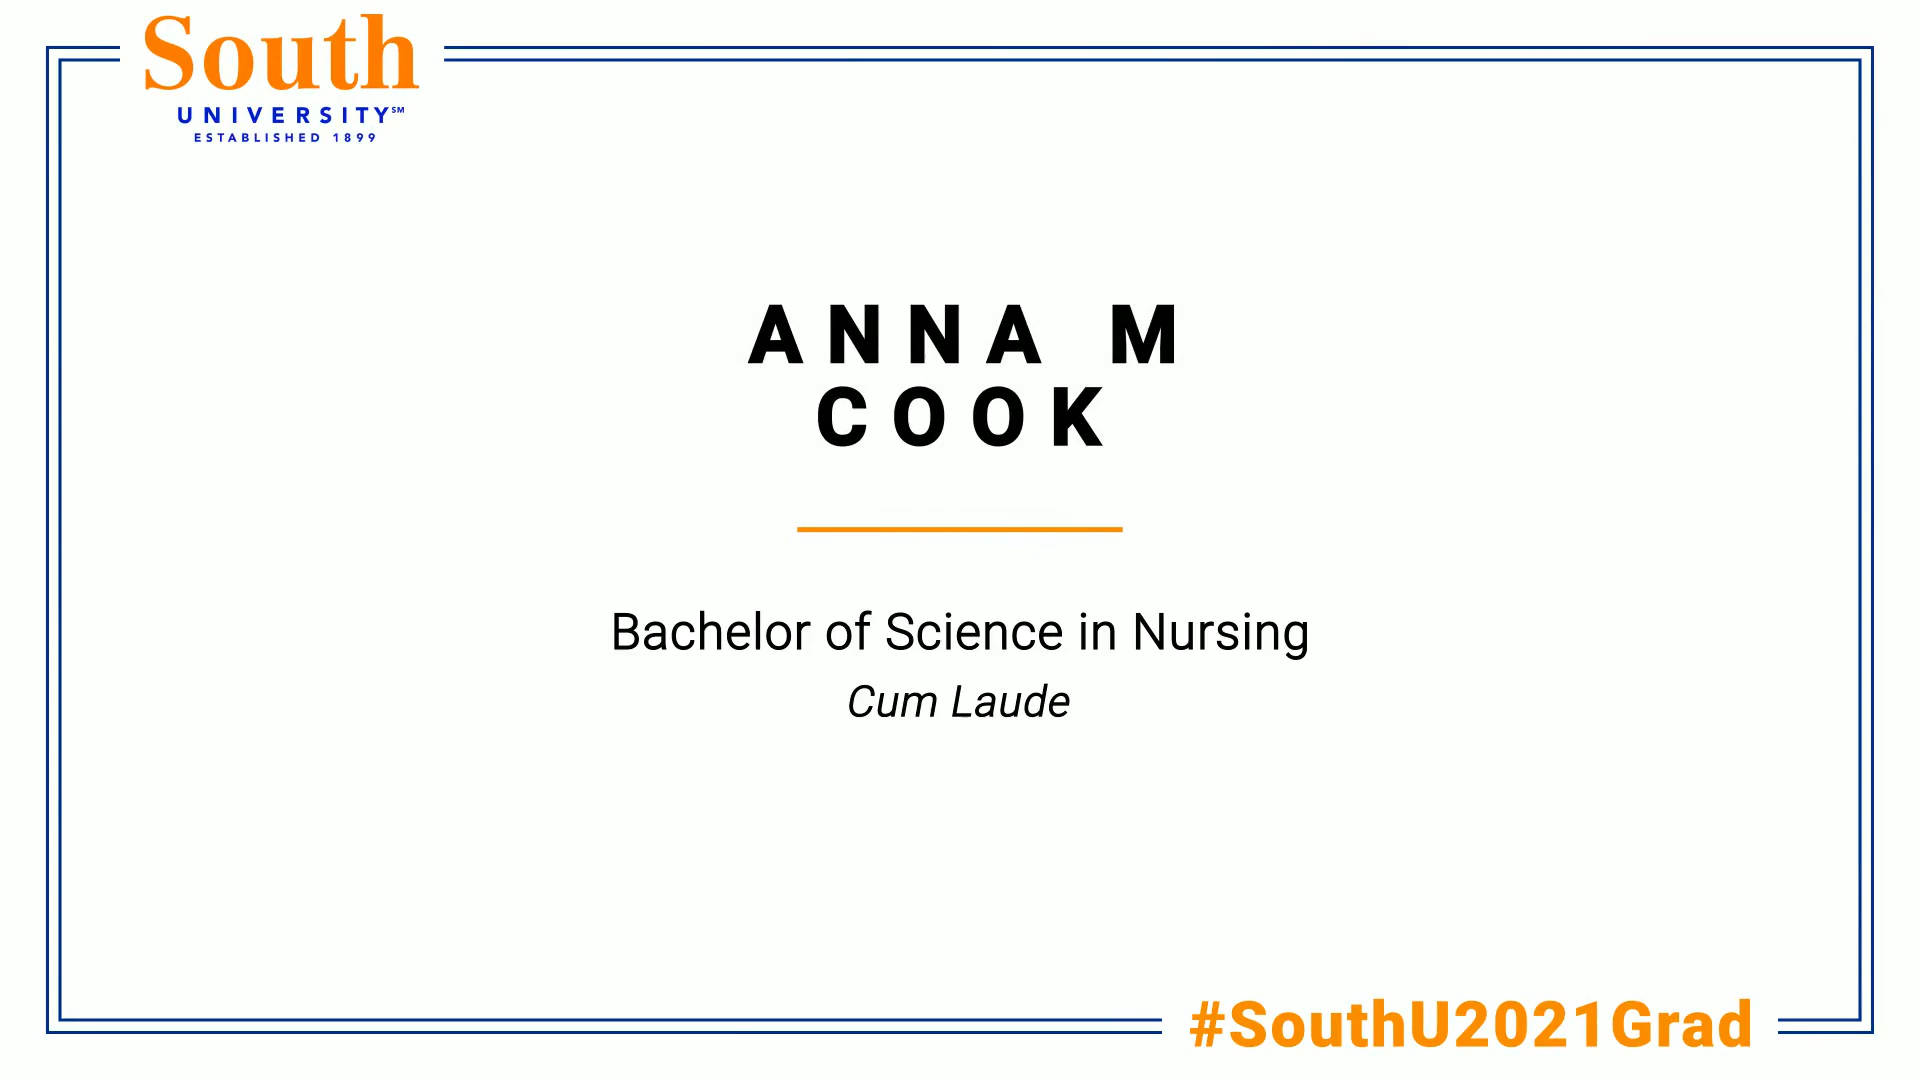 South
UNIVERSITY℠
ESTABLISHED 1899
ANNA M
COOK
Bachelor of Science in Nursing
Cum Laude
#SouthU2021Grad